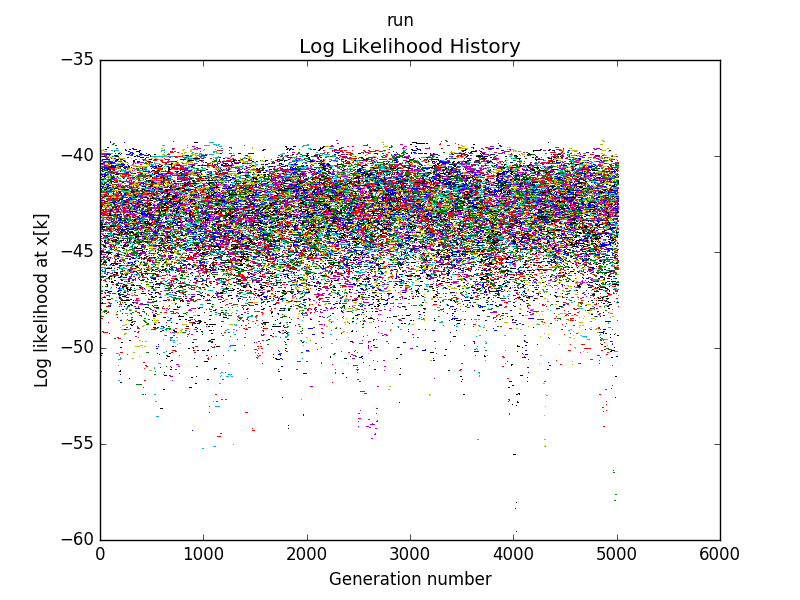 run
Log Likelihood History
−35
−40
−45
−50
−55
−60
Log likelihood at x[k]
0 1000 2000 3000 4000 5000 6000
Generation number